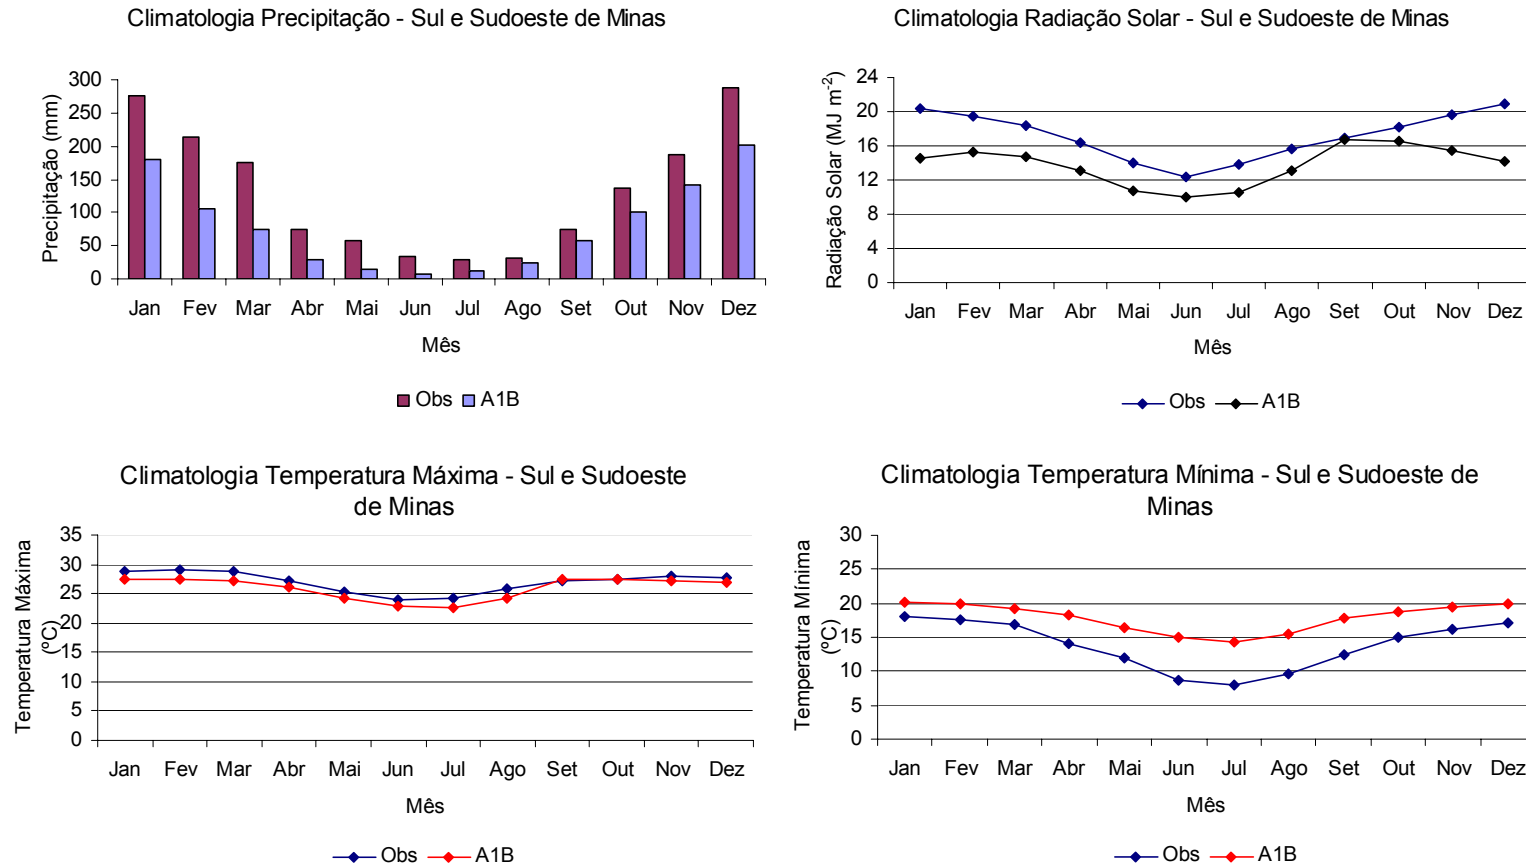 Climatologia Precipitação - Sul e Sudoeste de Minas
Precipitação (mm)
300
250
200
150
100
50
0
Jan Fev Mar Abr Mai Jun Jul Ago Set Out Nov Dez
Mês
Obs A1B
Climatologia Radiação Solar - Sul e Sudoeste de Minas
Radiação Solar (MJ m-2)
24
20
16
12
8
4
0
Jan Fev Mar Abr Mai Jun Jul Ago Set Out Nov Dez
Mês
Obs A1B
Climatologia Temperatura Máxima - Sul e Sudoeste
de Minas
Temperatura Máxima
(ºC)
35
30
25
20
15
10
5
0
Jan Fev Mar Abr Mai Jun Jul Ago Set Out Nov Dez
Mês
Obs A1B
Climatologia Temperatura Mínima - Sul e Sudoeste de
Minas
Temperatura Mínima
(ºC)
30
25
20
15
10
5
0
Jan Fev Mar Abr Mai Jun Jul Ago Set Out Nov Dez
Mês
Obs A1B